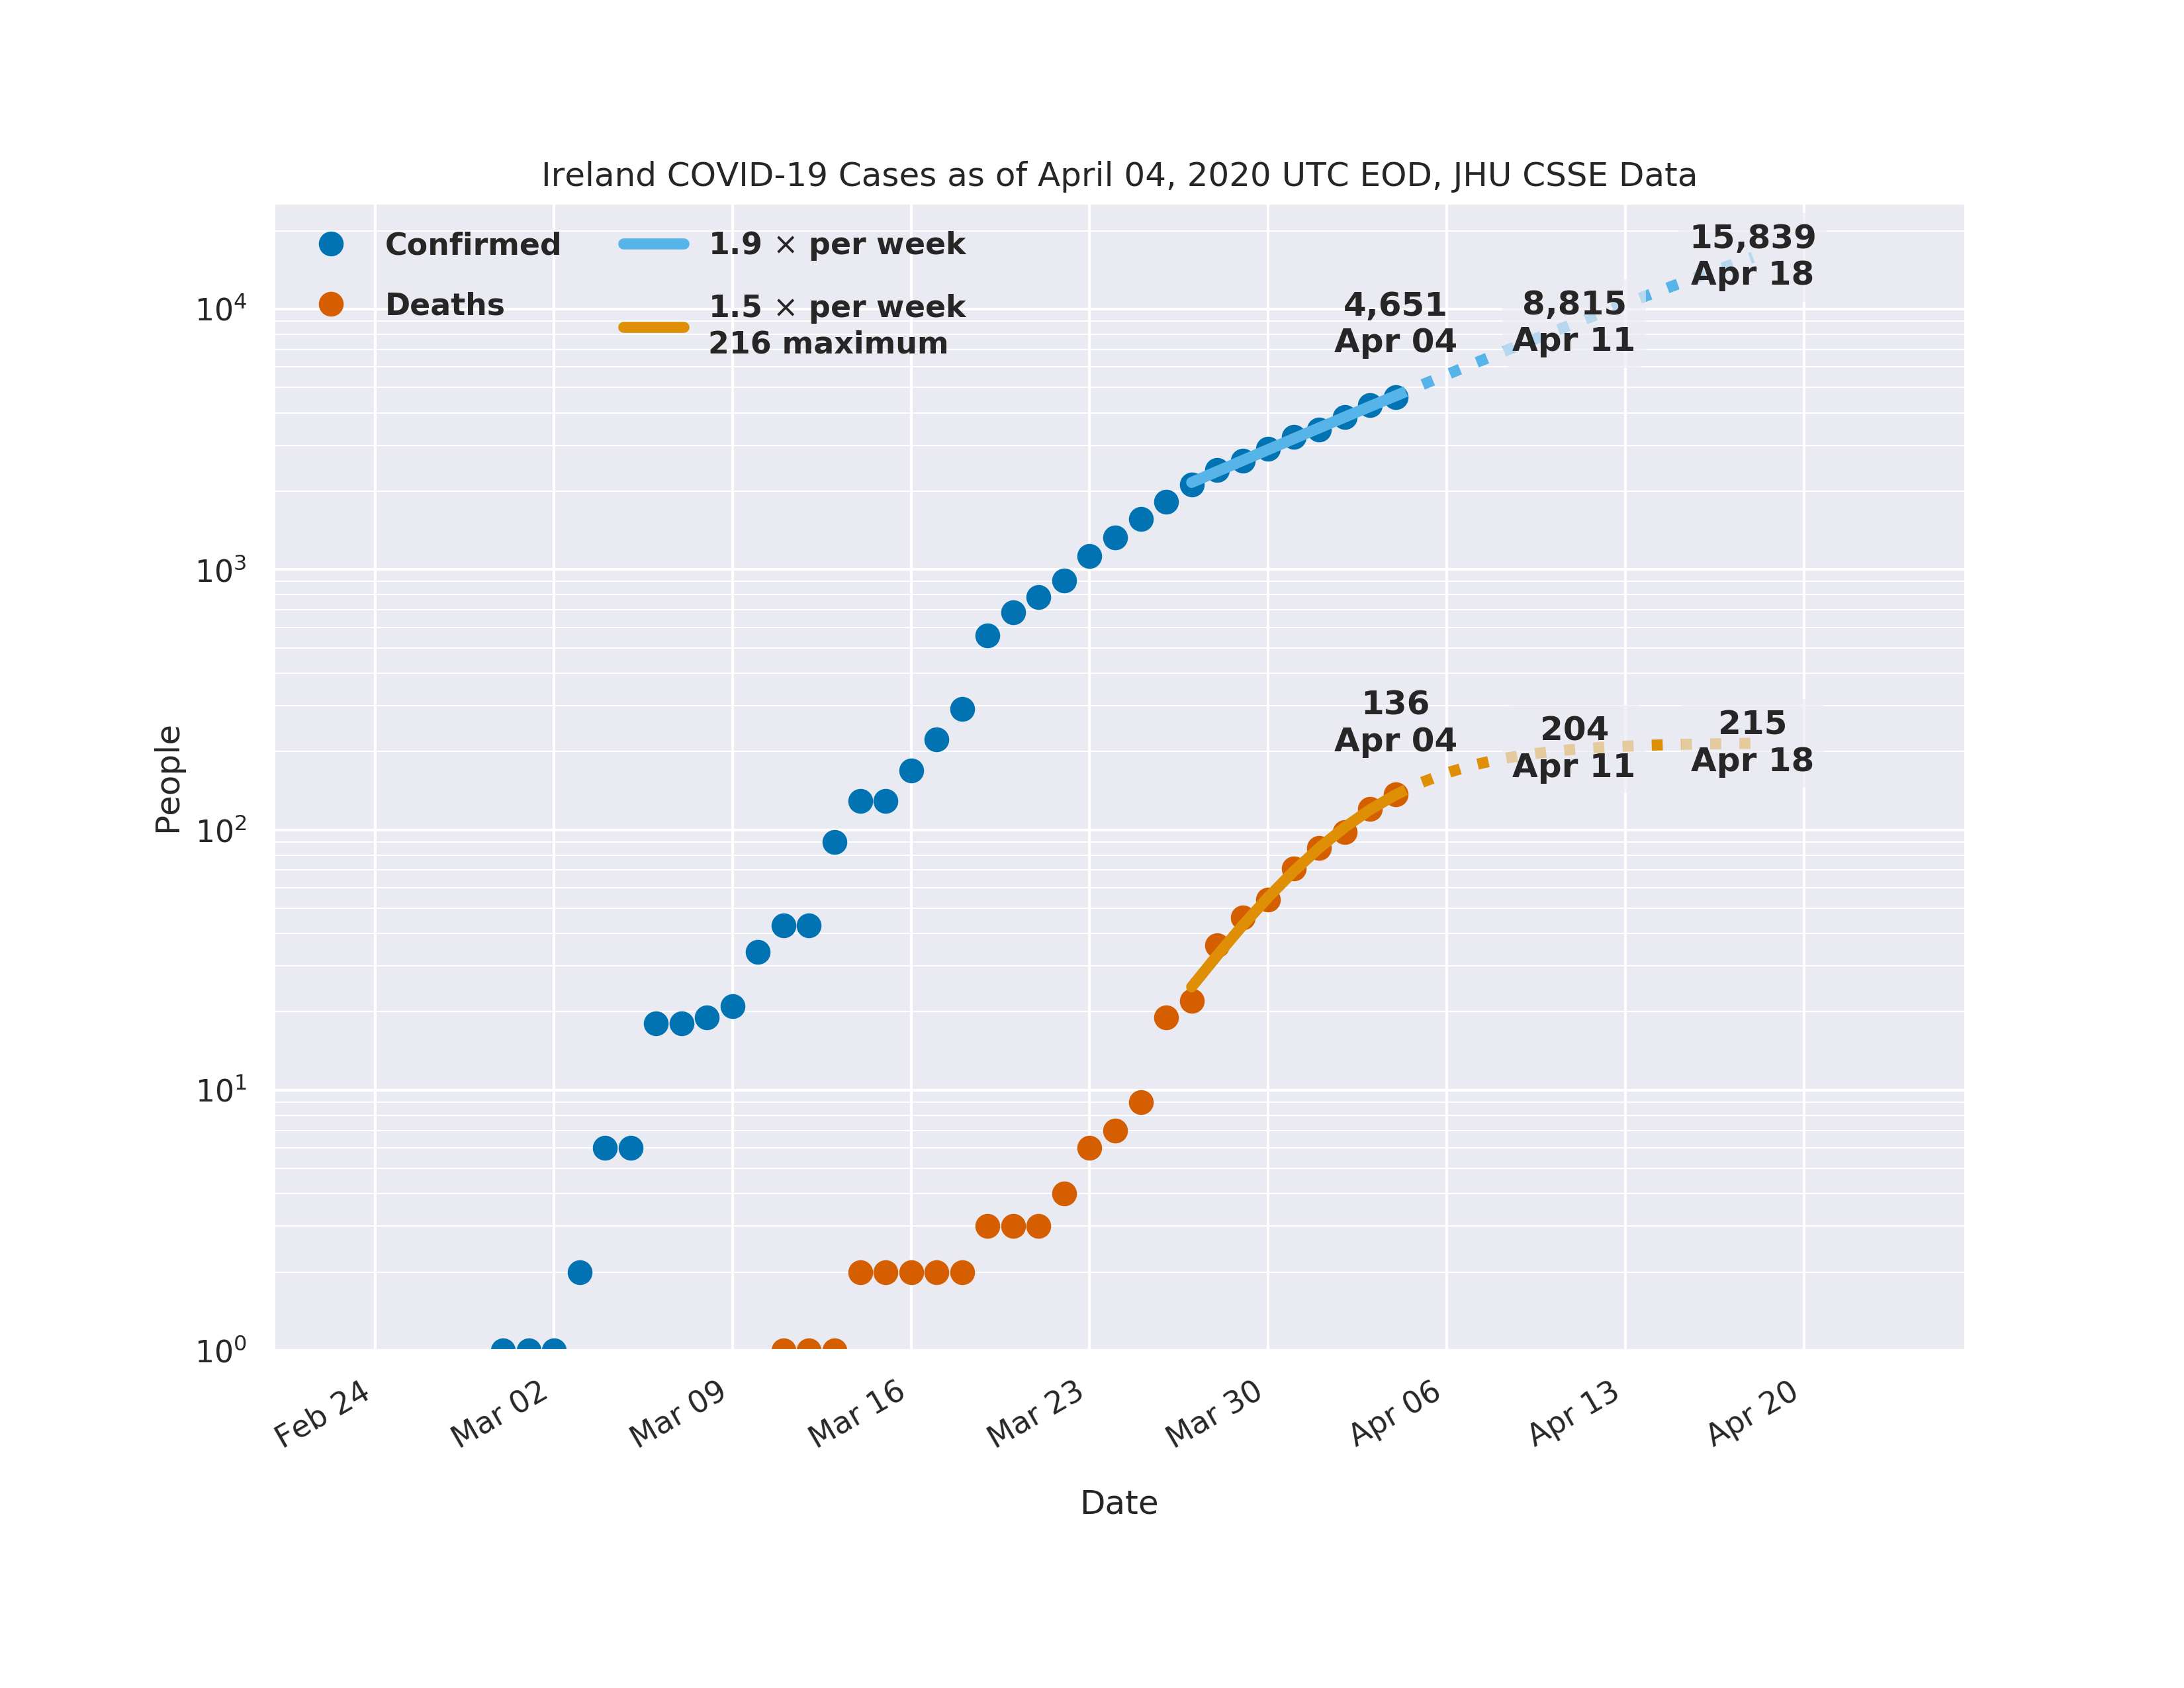 Ireland COVID-19 Cases as of April 04, 2020 UTC EOD, JHU CSSE Data
Confirmed
Deaths
1.9 × per week
1.5 × per week
216 maximum
15,839
Apr 18
4,651
Apr 04
8,815
Apr 11
136
Apr 04
204
Apr 11
215
Apr 18
People
10⁴
10³
10²
10¹
10⁰
Feb 24
Mar 02
Mar 09
Mar 16
Mar 23
Mar 30
Apr 06
Apr 13
Apr 20
Date